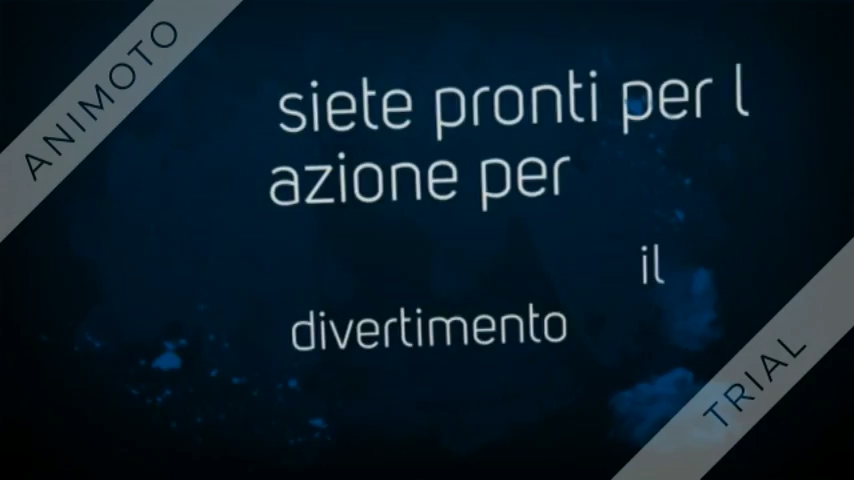 ANIMOTO
siete pronti per l
azione per
il
divertimento
TRIAL